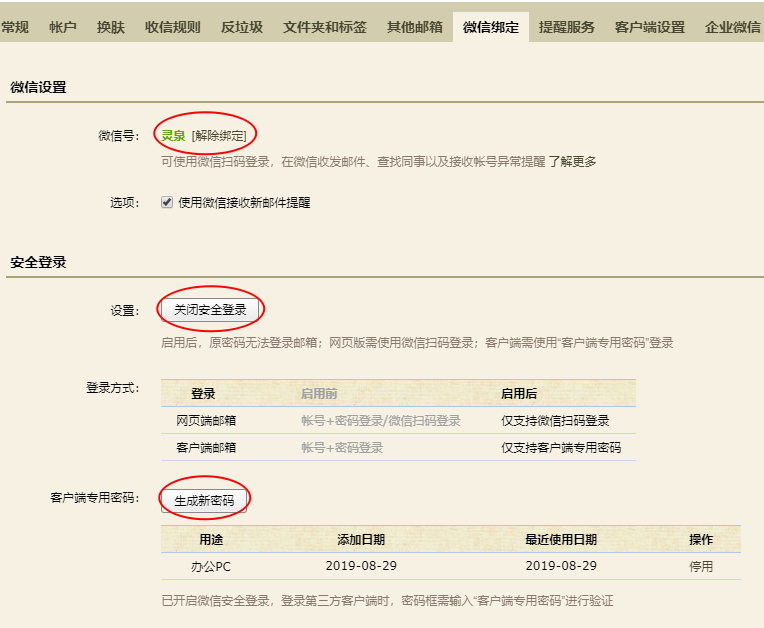 常规 帐户 换肤 收信规则 反垃圾 文件夹和标签 其他邮箱 微信绑定 提醒服务 客户端设置 企业微信
微信设置
微信号： 灵泉 [解除绑定]
可使用微信扫码登录，在微信收发邮件、查找同事以及接收帐号异常提醒 了解更多
选项： 使用微信接收新邮件提醒
安全登录
设置： 关闭安全登录
启用后，原密码无法登录邮箱；网页版需使用微信扫码登录；客户端需使用“客户端专用密码”登录
登录方式： 登录 启用前 启用后
网页端邮箱 帐号+密码登录/微信扫码登录 仅支持微信扫码登录
客户端邮箱 帐号+密码登录 仅支持客户端专用密码
客户端专用密码： 生成新密码
用途 添加日期 最近使用日期 操作
办公PC 2019-08-29 2019-08-29 停用
已开启微信安全登录，登录第三方客户端时，密码框需输入“客户端专用密码”进行验证